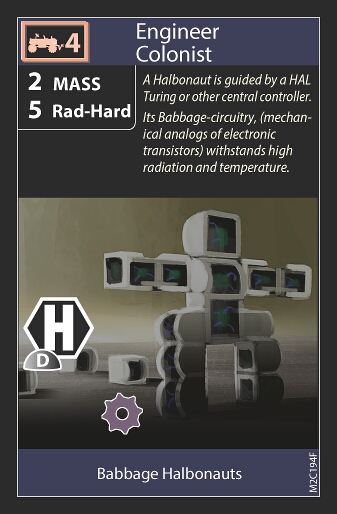 4
Engineer
Colonist
2 MASS
5 Rad-Hard
A Halbonaut is guided by a HAL
Turing or other central controller.
Its Babbage-circuitry, (mechan-
ical analogs of electronic
transistors) withstands high
radiation and temperature.
H
D
Babbage Halbonauts
M2C194F